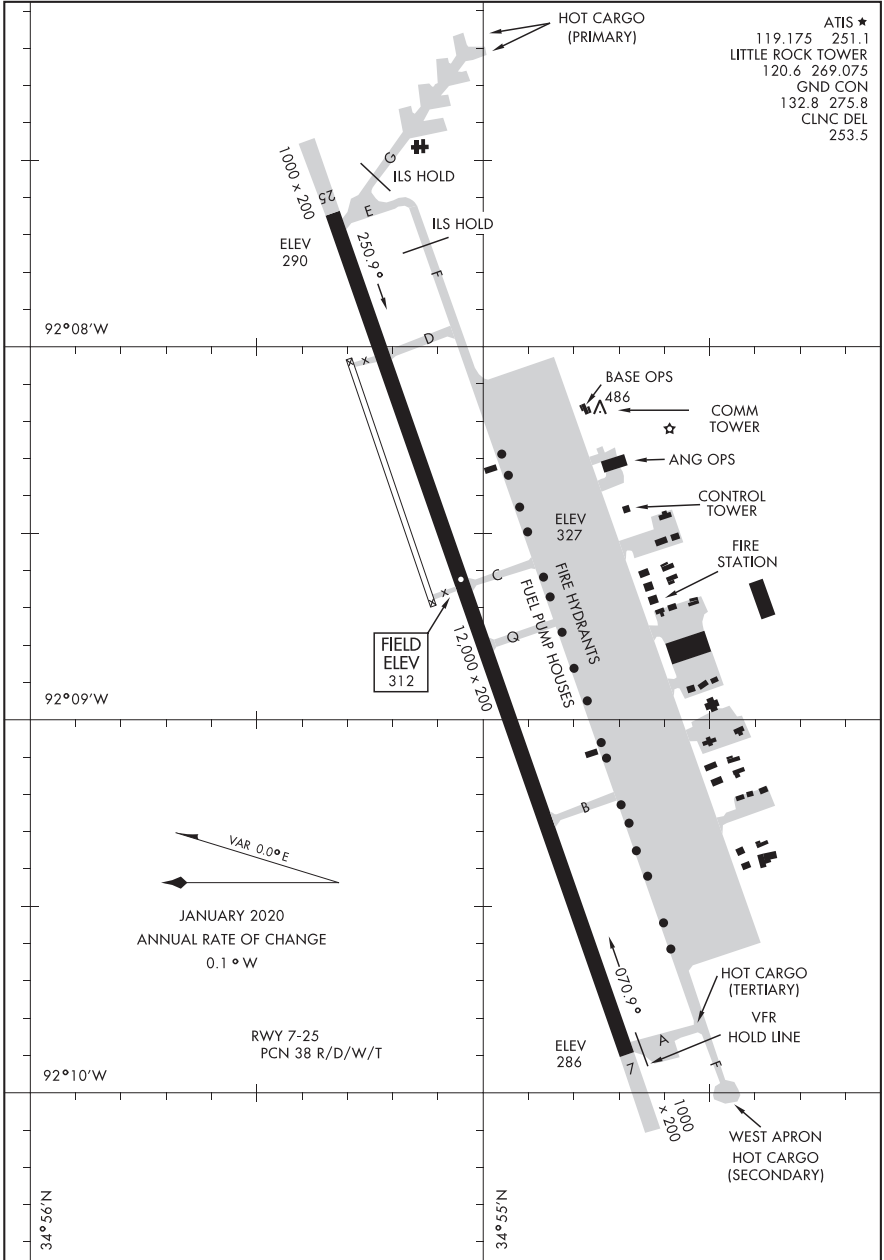 HOT CARGO
(PRIMARY)
ATIS ★
119.175 251.1
LITTLE ROCK TOWER
120.6 269.075
GND CON
132.8 275.8
CLNC DEL
253.5
G
ILS HOLD
1000 x 200
25
E
ILS HOLD
ELEV
290
250.9°
F
D
92°08'W
BASE OPS
486
COMM
TOWER
ANG OPS
CONTROL
TOWER
ELEV
327
FIRE
STATION
C
FIRE HYDRANTS
FUEL PUMP HOUSES
Q
FIELD
ELEV
312
12,000 x 200
92°09'W
B
VAR 0.0° E
JANUARY 2020
ANNUAL RATE OF CHANGE
0.1° W
070.9°
HOT CARGO
(TERTIARY)
VFR
HOLD LINE
RWY 7-25
PCN 38 R/D/W/T
ELEV
286
A
7
F
92°10'W
1000
x 200
WEST APRON
HOT CARGO
(SECONDARY)
34°56'N
34°55'N